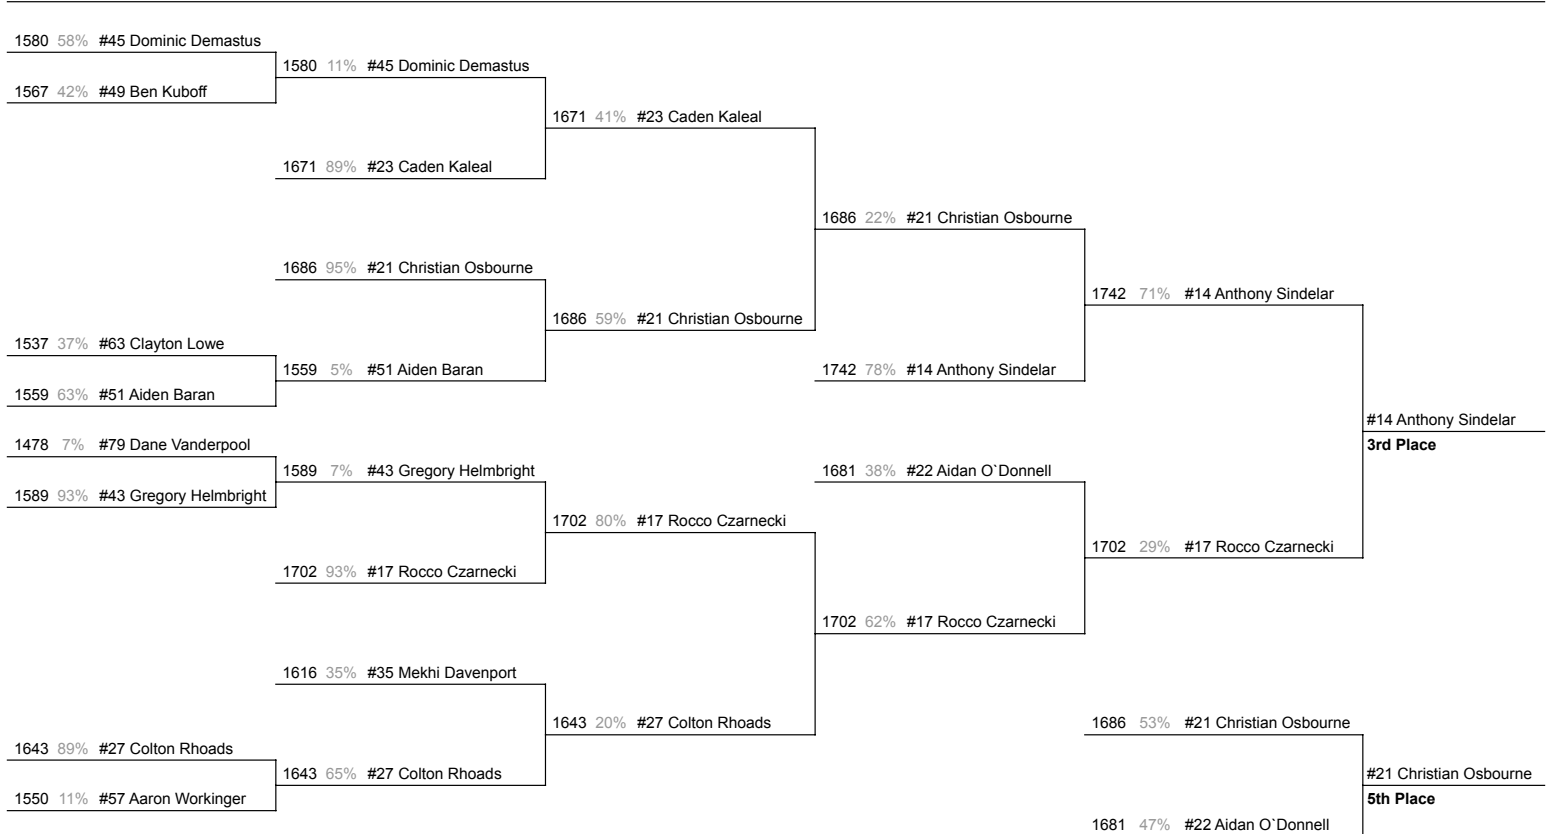 1580 58% #45 Dominic Demastus
1580 11% #45 Dominic Demastus
1567 42% #49 Ben Kuboff
1671 41% #23 Caden Kaleal
1671 89% #23 Caden Kaleal
1686 22% #21 Christian Osbourne
1686 95% #21 Christian Osbourne
1742 71% #14 Anthony Sindelar
1686 59% #21 Christian Osbourne
1537 37% #63 Clayton Lowe
1559 5% #51 Aiden Baran
1742 78% #14 Anthony Sindelar
1559 63% #51 Aiden Baran
#14 Anthony Sindelar
1478 7% #79 Dane Vanderpool
3rd Place
1589 7% #43 Gregory Helmbright
1681 38% #22 Aidan O`Donnell
1589 93% #43 Gregory Helmbright
1702 80% #17 Rocco Czarnecki
1702 29% #17 Rocco Czarnecki
1702 93% #17 Rocco Czarnecki
1702 62% #17 Rocco Czarnecki
1616 35% #35 Mekhi Davenport
1643 20% #27 Colton Rhoads
1686 53% #21 Christian Osbourne
1643 89% #27 Colton Rhoads
1643 65% #27 Colton Rhoads
#21 Christian Osbourne
1550 11% #57 Aaron Workinger
5th Place
1681 47% #22 Aidan O`Donnell